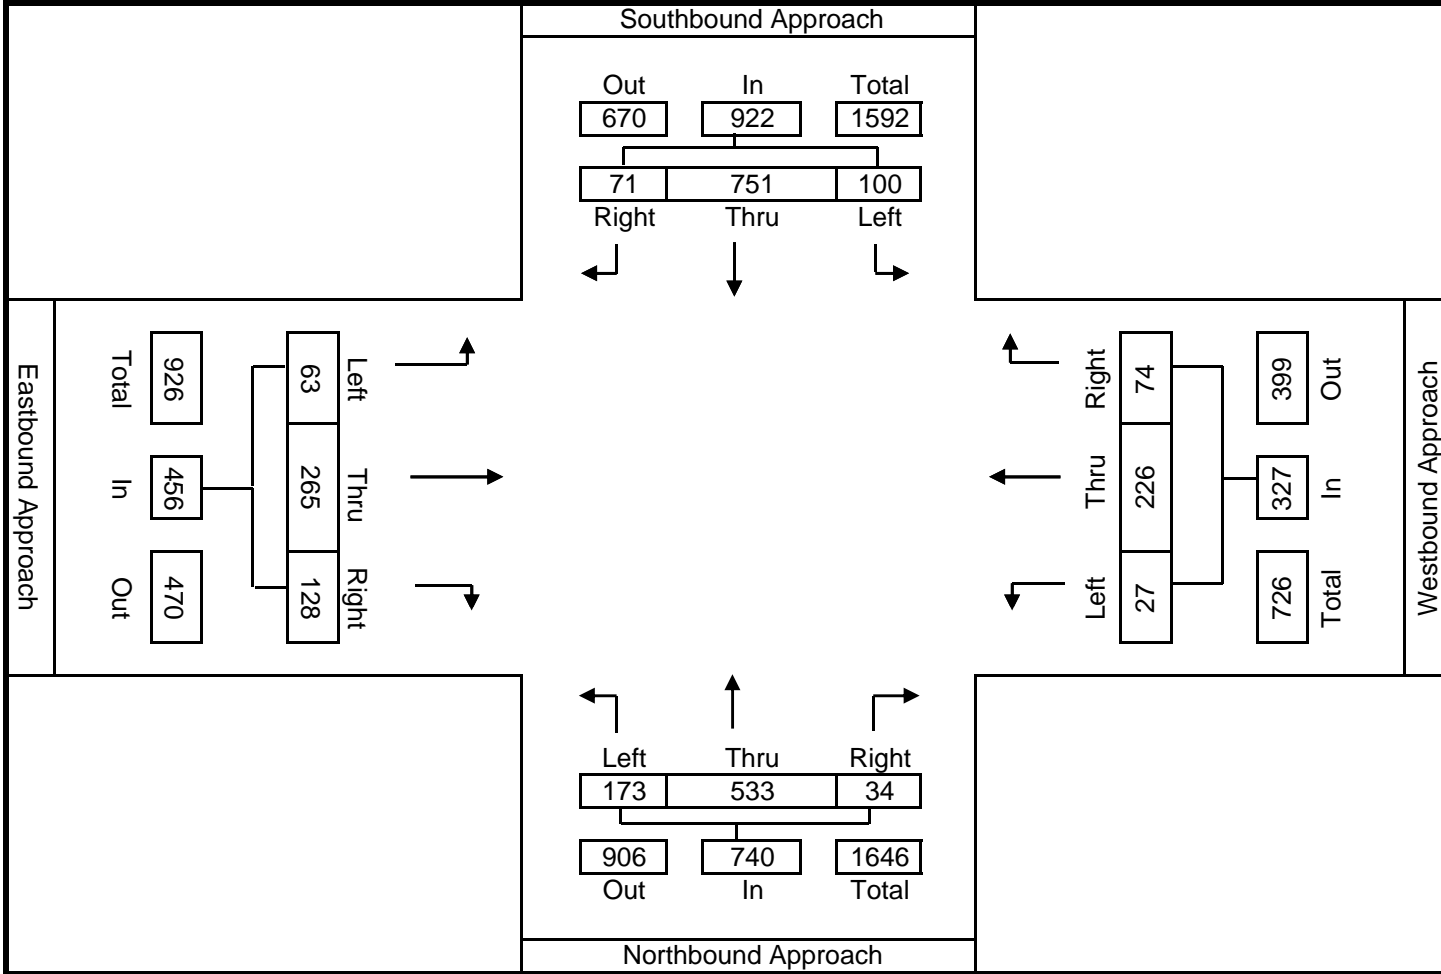 Southbound Approach
Out In Total
670 922 1592
71 751 100
Right Thru Left
Eastbound Approach
Total In Out
926 456 470
63 265 128
Left Thru Right
Right Thru Left
74 226 27
399 327 726
Out In Total
Westbound Approach
Left Thru Right
173 533 34
906 740 1646
Out In Total
Northbound Approach